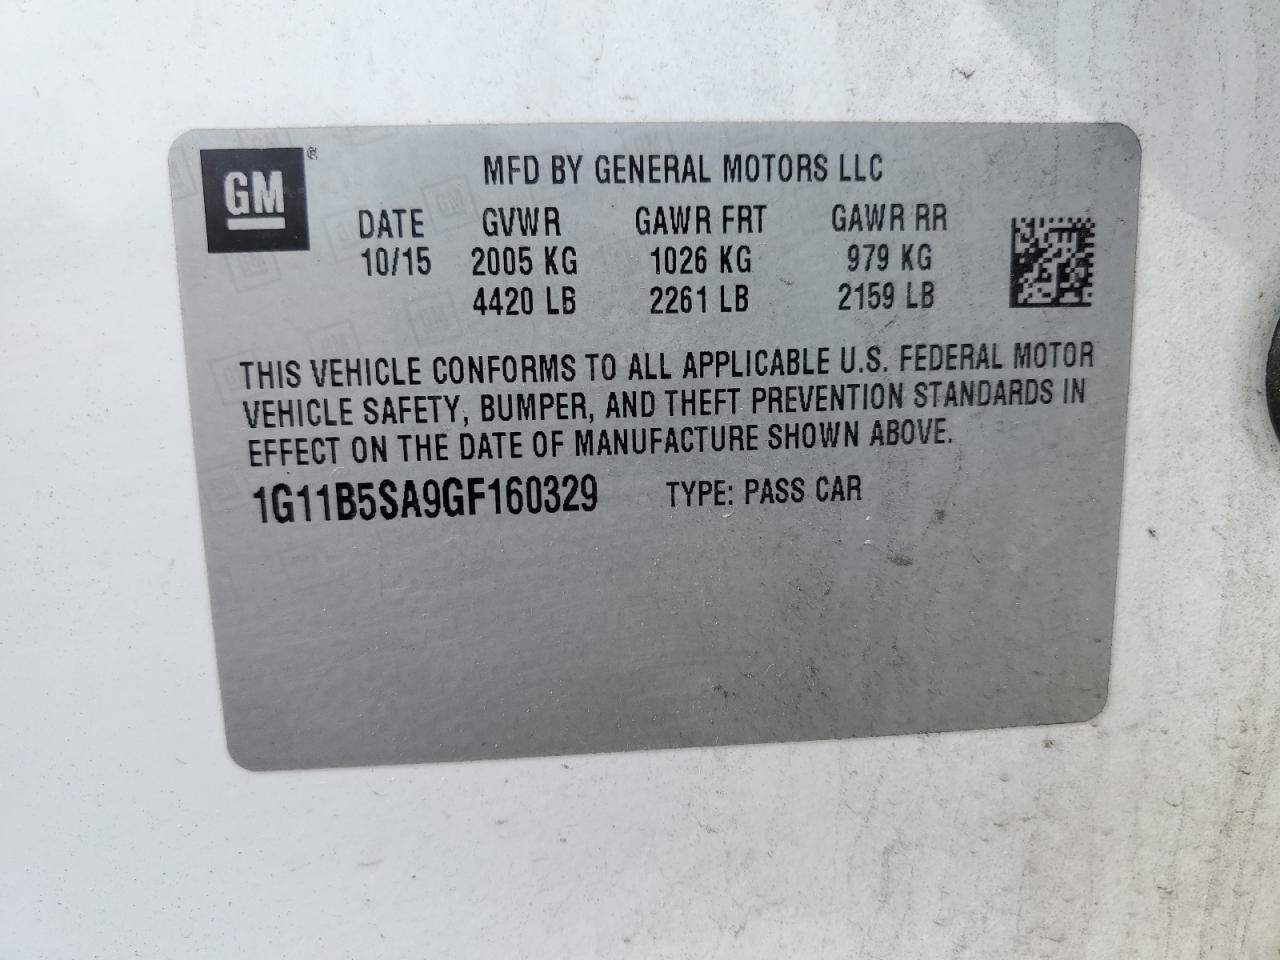 GM®
MFD BY GENERAL MOTORS LLC
DATE GVWR GAWR FRT GAWR RR
10/15 2005 KG 1026 KG 979 KG
4420 LB 2261 LB 2159 LB
THIS VEHICLE CONFORMS TO ALL APPLICABLE U.S. FEDERAL MOTOR
VEHICLE SAFETY, BUMPER, AND THEFT PREVENTION STANDARDS IN
EFFECT ON THE DATE OF MANUFACTURE SHOWN ABOVE.
1G11B5SA9GF160329 TYPE: PASS CAR